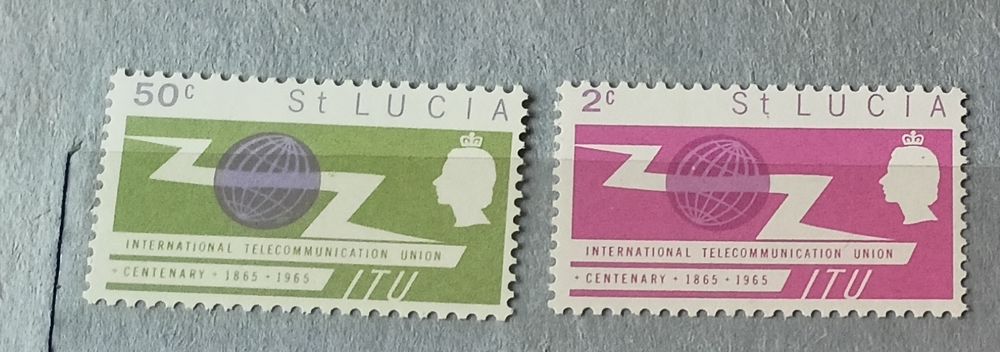 50c St LUCIA
INTERNATIONAL TELECOMMUNICATION UNION
+ CENTENARY + 1865 + 1965 ITU
2c St LUCIA
INTERNATIONAL TELECOMMUNICATION UNION
+ CENTENARY + 1865 + 1965 ITU